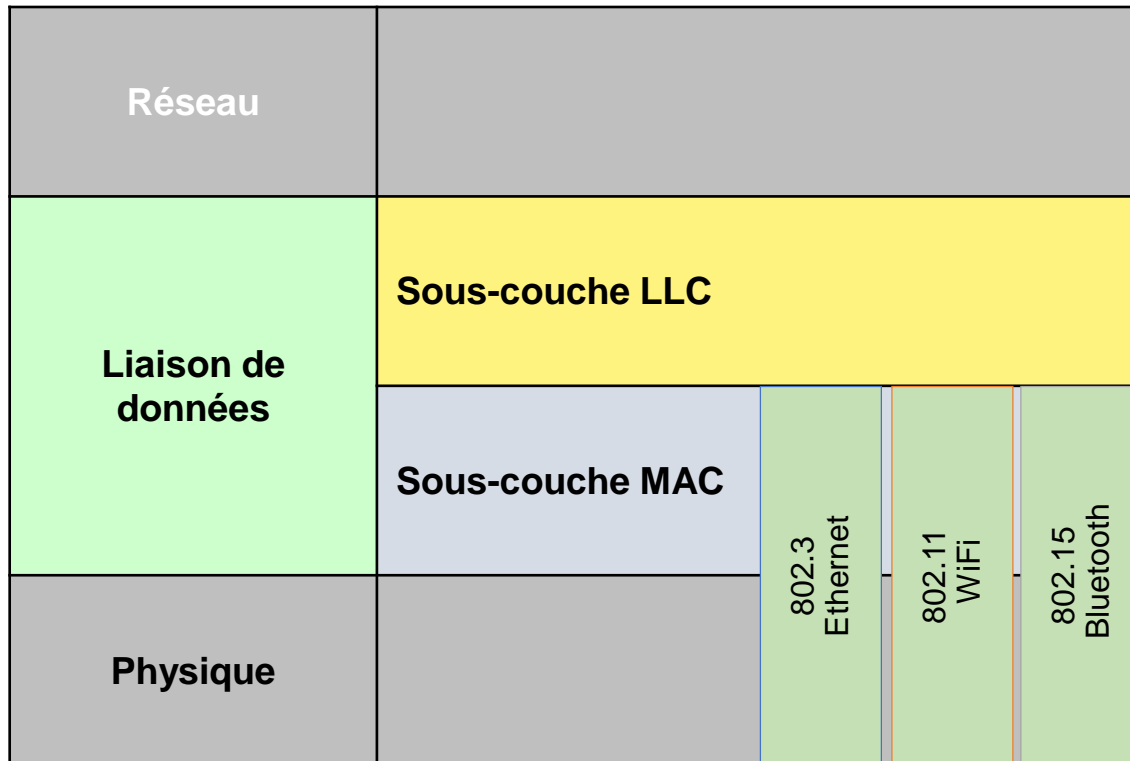 Réseau
Sous-couche LLC
Liaison de
données
Sous-couche MAC
802.3
Ethernet
802.11
WiFi
802.15
Bluetooth
Physique